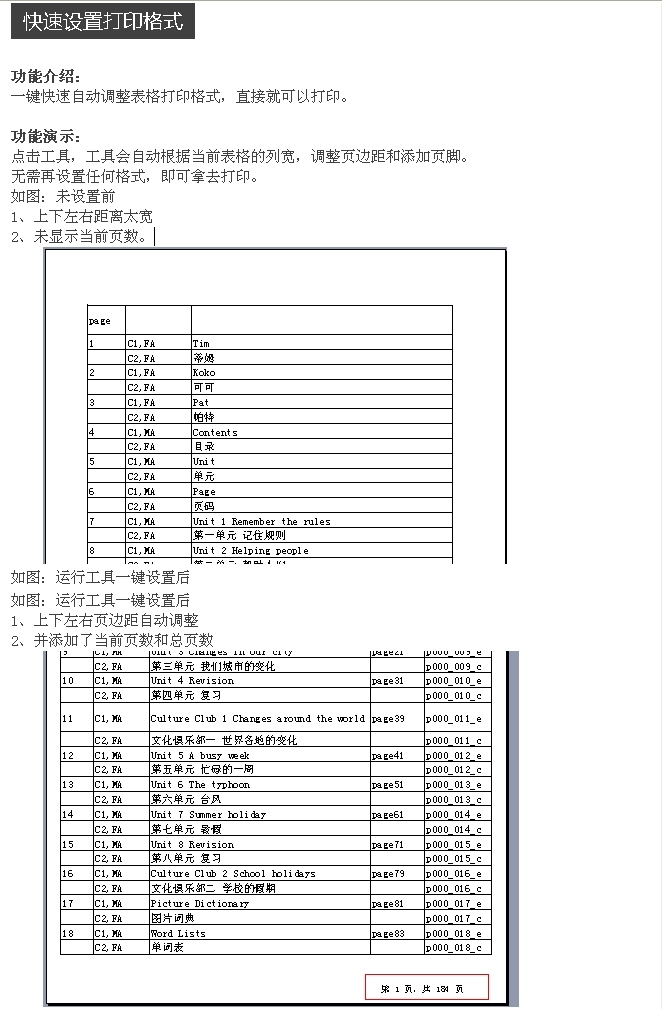 快速设置打印格式
功能介绍：
一键快速自动调整表格打印格式，直接就可以打印。
功能演示：
点击工具，工具会自动根据当前表格的列宽，调整页边距和添加页脚。
无需再设置任何格式，即可拿去打印。
如图：未设置前
1、上下左右距离太宽
2、未显示当前页数。
page
1 C1,FA Tim
C2,FA 蒂姆
2 C1,FA Koko
C2,FA 可可
3 C1,FA Pat
C2,FA 帕特
4 C1,MA Contents
C2,FA 目录
5 C1,MA Unit
C2,FA 单元
6 C1,MA Page
C2,FA 页码
7 C1,MA Unit 1 Remember the rules
C2,FA 第一单元 记住规则
8 C1,MA Unit 2 Helping people
如图：运行工具一键设置后
如图：运行工具一键设置后
1、上下左右页边距自动调整
2、并添加了当前页数和总页数
9 C1,MA Unit 3 Changes in our city page21 p000_009_e
C2,FA 第三单元 我们城市的变化 p000_009_c
10 C1,MA Unit 4 Revision page31 p000_010_e
C2,FA 第四单元 复习 p000_010_c
11 C1,MA Culture Club 1 Changes around the world page39 p000_011_e
C2,FA 文化俱乐部一 世界各地的变化 p000_011_c
12 C1,MA Unit 5 A busy week page41 p000_012_e
C2,FA 第五单元 忙碌的一周 p000_012_c
13 C1,MA Unit 6 The typhoon page51 p000_013_e
C2,FA 第六单元 台风 p000_013_c
14 C1,MA Unit 7 Summer holiday page61 p000_014_e
C2,FA 第七单元 暑假 p000_014_c
15 C1,MA Unit 8 Revision page71 p000_015_e
C2,FA 第八单元 复习 p000_015_c
16 C1,MA Culture Club 2 School holidays page79 p000_016_e
C2,FA 文化俱乐部二 学校的假期 p000_016_c
17 C1,MA Picture Dictionary page81 p000_017_e
C2,FA 图片词典 p000_017_c
18 C1,MA Word Lists page83 p000_018_e
C2,FA 单词表 p000_018_c
第 1 页，共 184 页